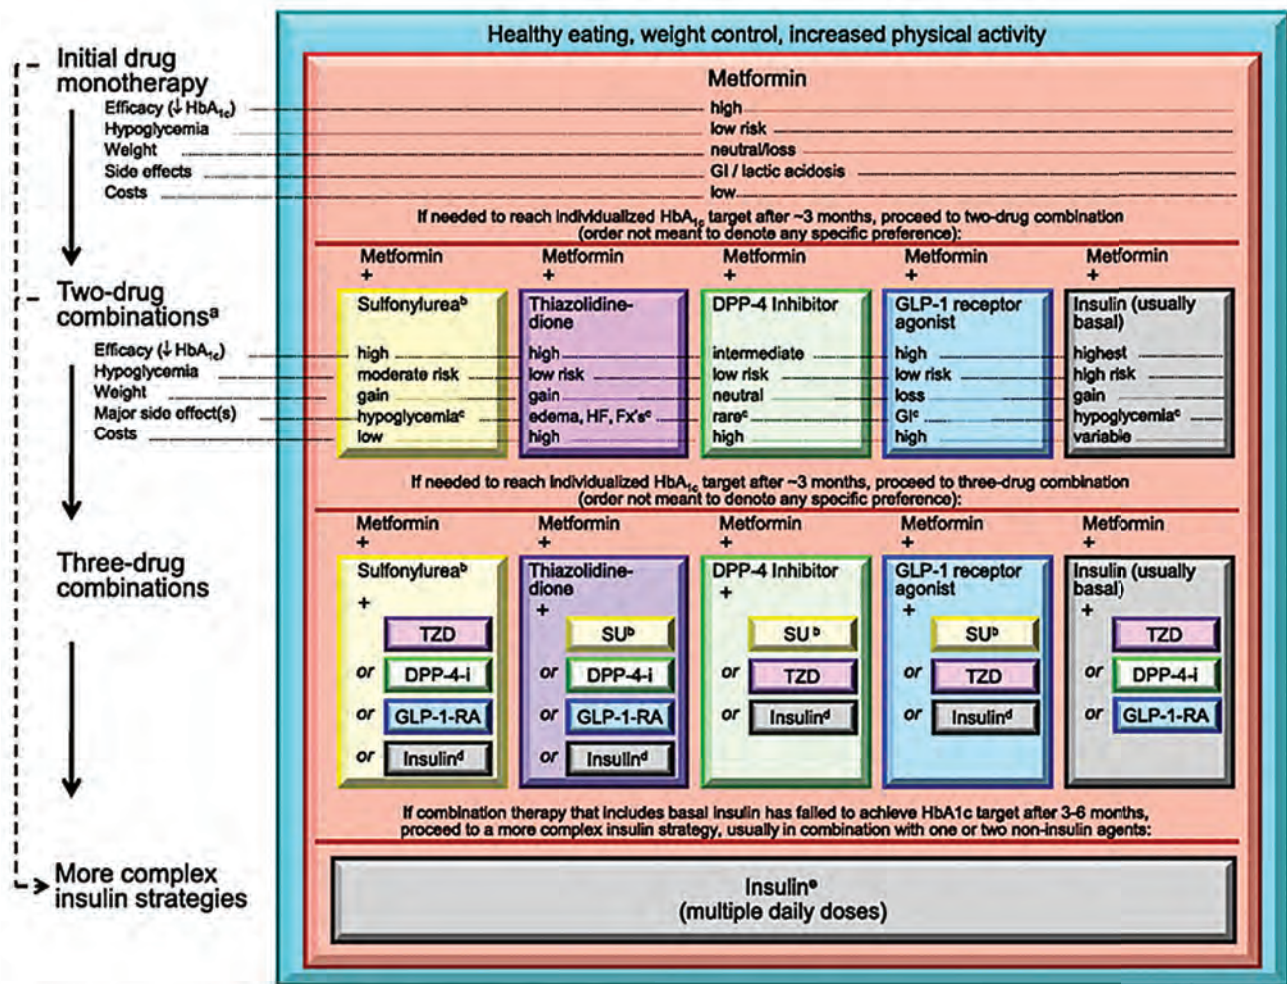 Healthy eating, weight control, increased physical activity
Initial drug
monotherapy
Metformin
Efficacy (↓ HbA1c) high
Hypoglycemia low risk
Weight neutral/loss
Side effects GI / lactic acidosis
Costs low
If needed to reach individualized HbA1c target after ~3 months, proceed to two-drug combination
(order not meant to denote any specific preference):
Metformin Metformin Metformin Metformin Metformin
+ + + + +
Two-drug
combinationsᵃ
Sulfonylureaᵇ Thiazolidine- DPP-4 Inhibitor GLP-1 receptor Insulin (usually
dione agonist basal)
Efficacy (↓ HbA1c) high high intermediate high highest
Hypoglycemia moderate risk low risk low risk low risk high risk
Weight gain gain neutral loss gain
Major side effect(s) hypoglycemiaᶜ edema, HF, Fx'sᶜ rareᶜ GIᶜ hypoglycemiaᶜ
Costs low high high high variable
If needed to reach individualized HbA1c target after ~3 months, proceed to three-drug combination
(order not meant to denote any specific preference):
Metformin Metformin Metformin Metformin Metformin
+ + + + +
Three-drug
combinations
Sulfonylureaᵇ Thiazolidine- DPP-4 Inhibitor GLP-1 receptor Insulin (usually
dione agonist basal)
+ + + + +
TZD SUᵇ SUᵇ SUᵇ TZD
or DPP-4-i or DPP-4-i or TZD or TZD or DPP-4-i
or GLP-1-RA or GLP-1-RA or Insulinᵈ or Insulinᵈ or GLP-1-RA
or Insulinᵈ or Insulinᵈ
If combination therapy that includes basal insulin has failed to achieve HbA1c target after 3-6 months,
proceed to a more complex insulin strategy, usually in combination with one or two non-insulin agents:
More complex
insulin strategies
Insulinᵉ
(multiple daily doses)